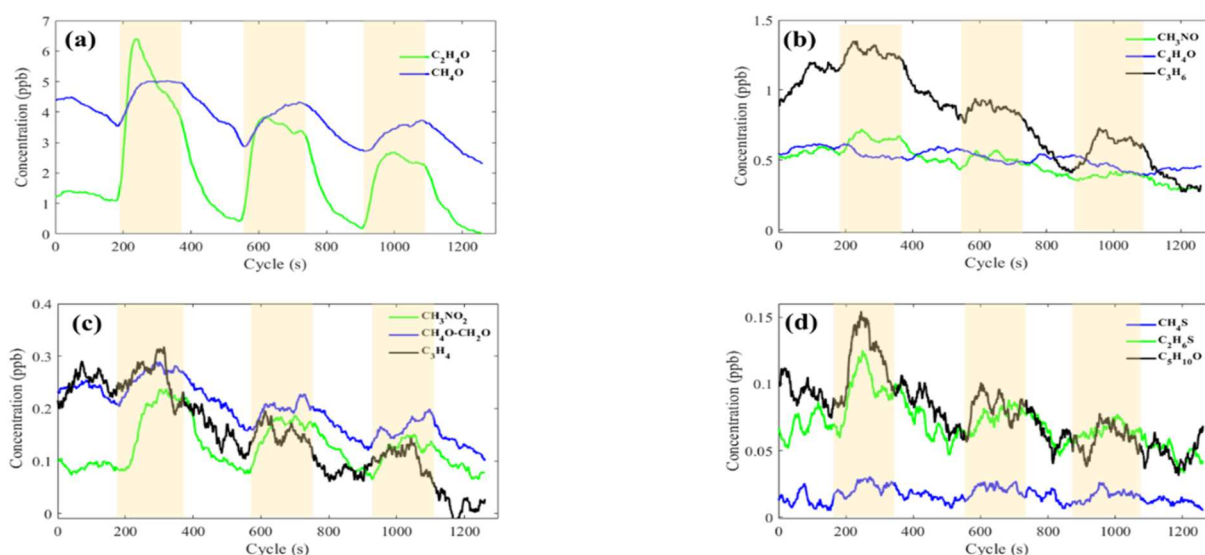 (a)
C₂H₄O
CH₄O
Concentration (ppb)
7
6
5
4
3
2
1
0
0 200 400 600 800 1000 1200
Cycle (s)
(b)
CH₃NO
C₄H₄O
C₃H₆
Concentration (ppb)
1.5
1
0.5
0
0 200 400 600 800 1000 1200
Cycle (s)
(c)
CH₃NO₂
CH₄O-CH₂O
C₃H₄
Concentration (ppb)
0.4
0.3
0.2
0.1
0
0 200 400 600 800 1000 1200
Cycle (s)
(d)
CH₄S
C₂H₆S
C₅H₁₀O
Concentration (ppb)
0.15
0.1
0.05
0
0 200 400 600 800 1000 1200
Cycle (s)